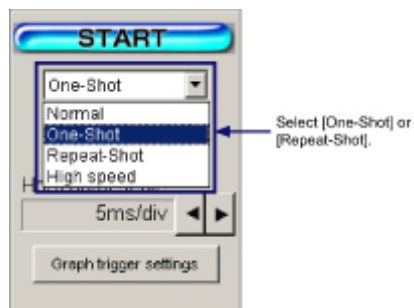 START
One-Shot
Normal
One-Shot
Repeat-Shot
High speed
Select [One-Shot] or
[Repeat-Shot].
5ms/div
Graph trigger settings